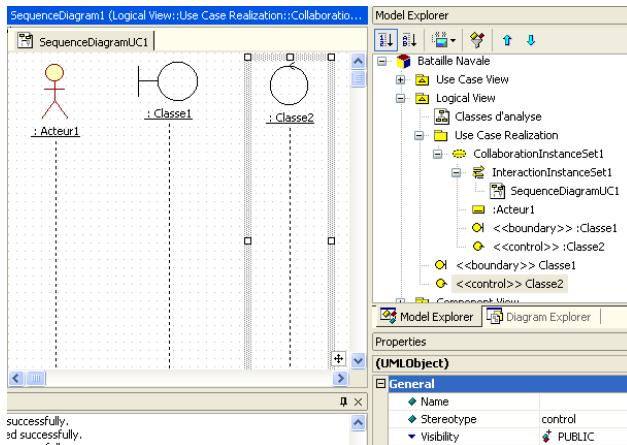 SequenceDiagram1 (Logical View::Use Case Realization::Collaboratio...
SequenceDiagramUC1
: Acteur1
: Classe1
: Classe2
successfully.
ed successfully.
Model Explorer
Bataille Navale
Use Case View
Logical View
Classes d'analyse
Use Case Realization
CollaborationInstanceSet1
InteractionInstanceSet1
SequenceDiagramUC1
:Acteur1
<<boundary>> :Classe1
<<control>> :Classe2
<<boundary>> Classe1
<<control>> Classe2
Component View
Model Explorer
Diagram Explorer
Properties
(UMLObject)
General
Name
Stereotype control
Visibility PUBLIC